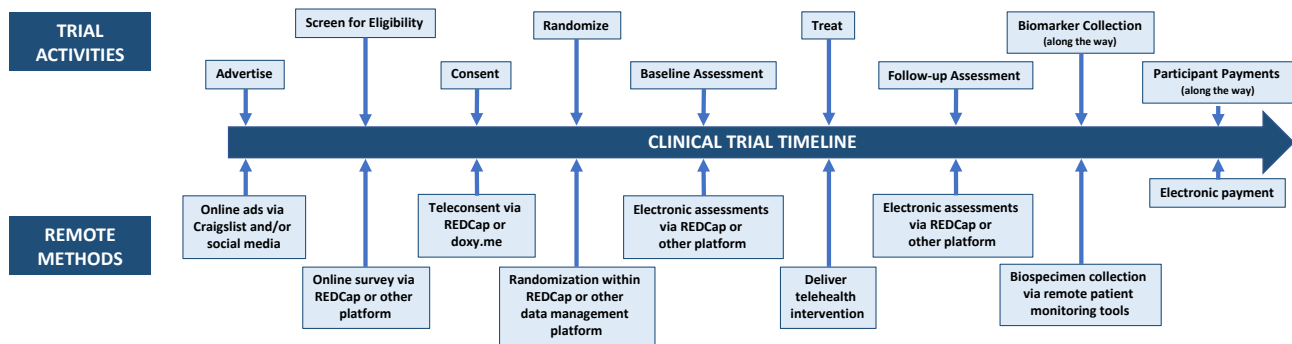 TRIAL
ACTIVITIES
Screen for Eligibility
Randomize
Treat
Biomarker Collection
(along the way)
Advertise
Consent
Baseline Assessment
Follow-up Assessment
Participant Payments
(along the way)
CLINICAL TRIAL TIMELINE
REMOTE
METHODS
Online ads via
Craigslist and/or
social media
Teleconsent via
REDCap or
doxy.me
Electronic assessments
via REDCap or
other platform
Electronic assessments
via REDCap or
other platform
Electronic payment
Online survey via
REDCap or other
platform
Randomization within
REDCap or other
data management
platform
Deliver
telehealth
intervention
Biospecimen collection
via remote patient
monitoring tools